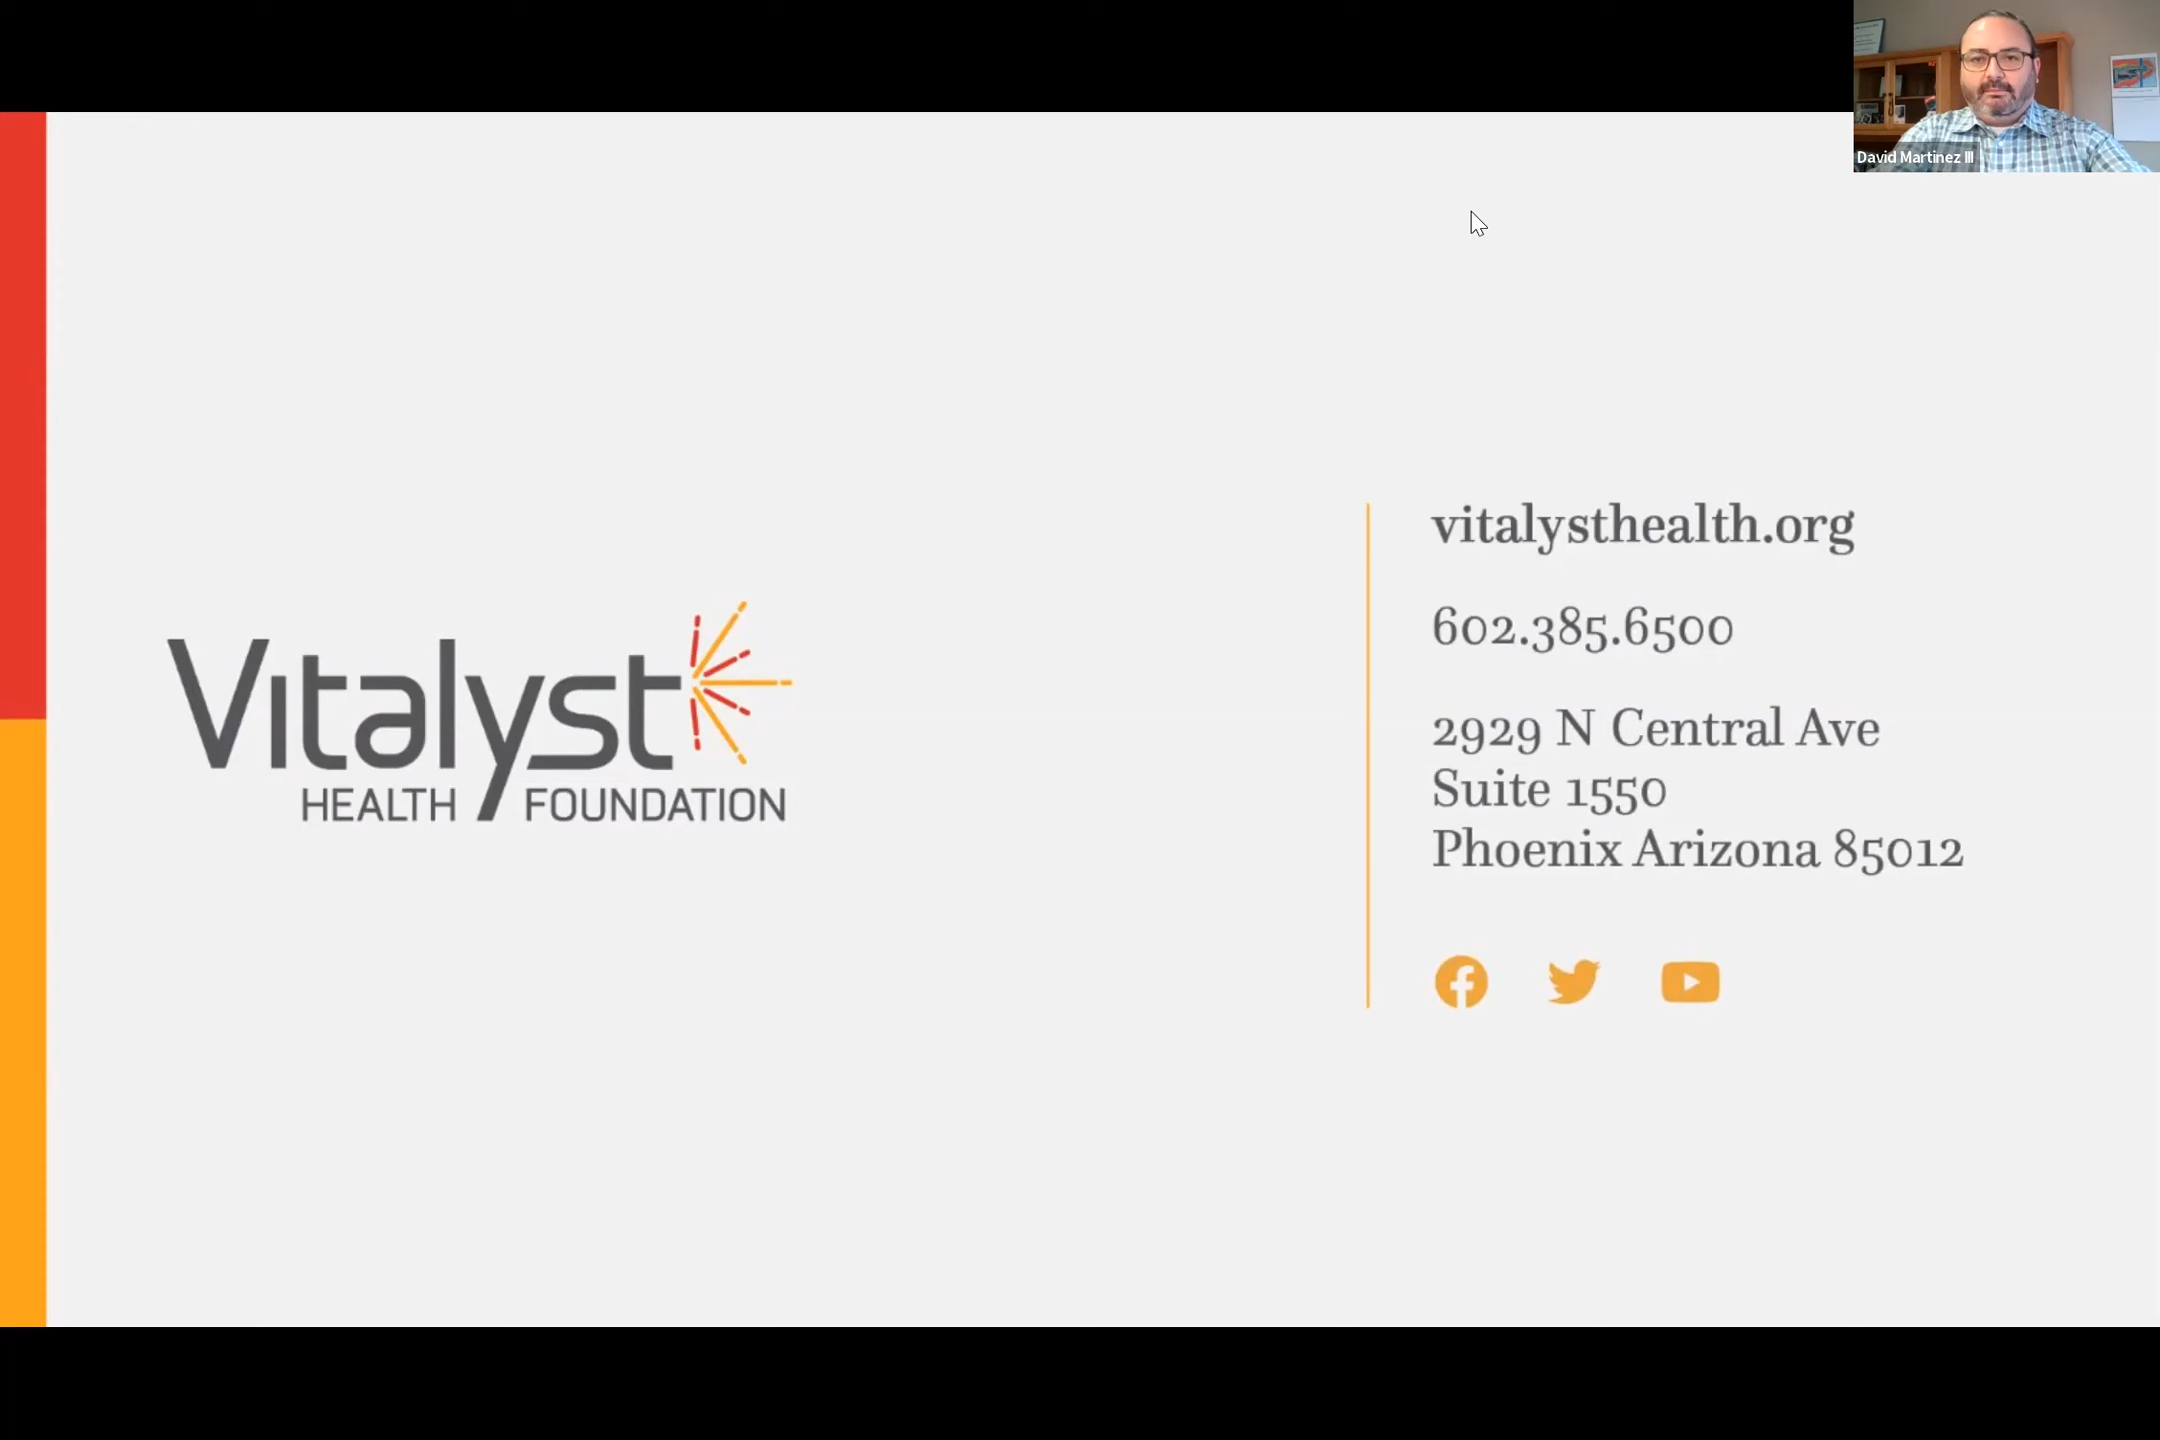 David Martinez III
Vitalyst
HEALTH FOUNDATION
vitalysthealth.org
602.385.6500
2929 N Central Ave
Suite 1550
Phoenix Arizona 85012